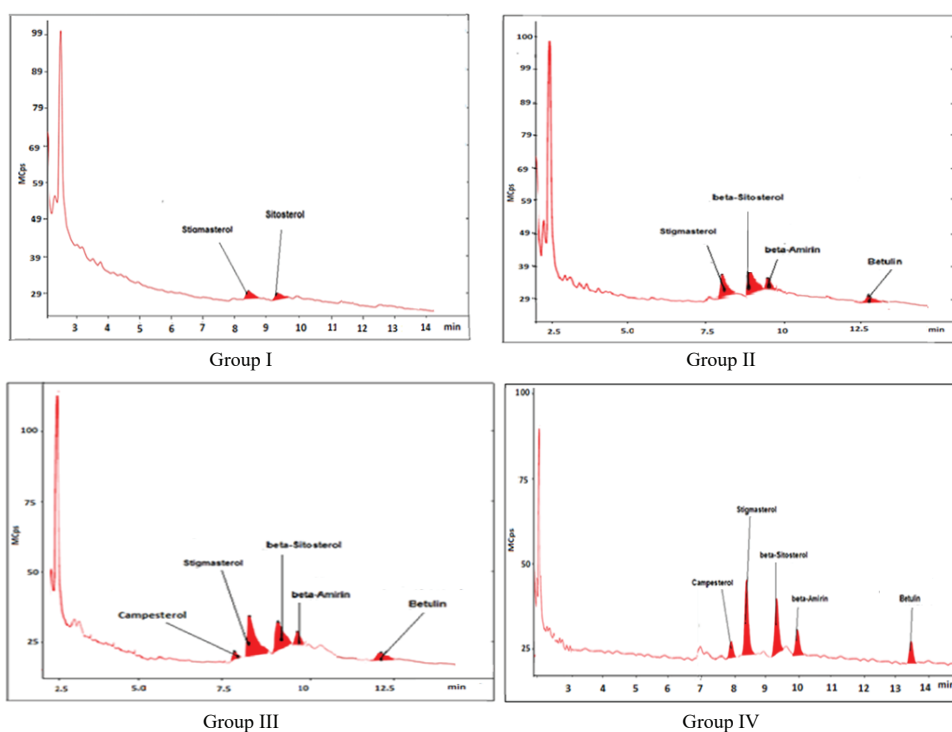 99
89
79
69
59
49
39
29
MCps
Stigmasterol
Sitosterol
3 4 5 6 7 8 9 10 11 12 13 14 min
Group I
100
99
89
79
69
59
49
39
29
MCps
beta-Sitosterol
Stigmasterol
beta-Amirin
Betulin
2.5 5.0 7.5 10 12.5 min
Group II
100
75
50
25
MCps
beta-Sitosterol
Stigmasterol
beta-Amirin
Campesterol
Betulin
2.5 5.0 7.5 10 12.5 min
Group III
100
75
50
25
MCps
Stigmasterol
beta-Sitosterol
Campesterol
beta-Amirin
Betulin
3 4 5 6 7 8 9 10 11 12 13 14 min
Group IV